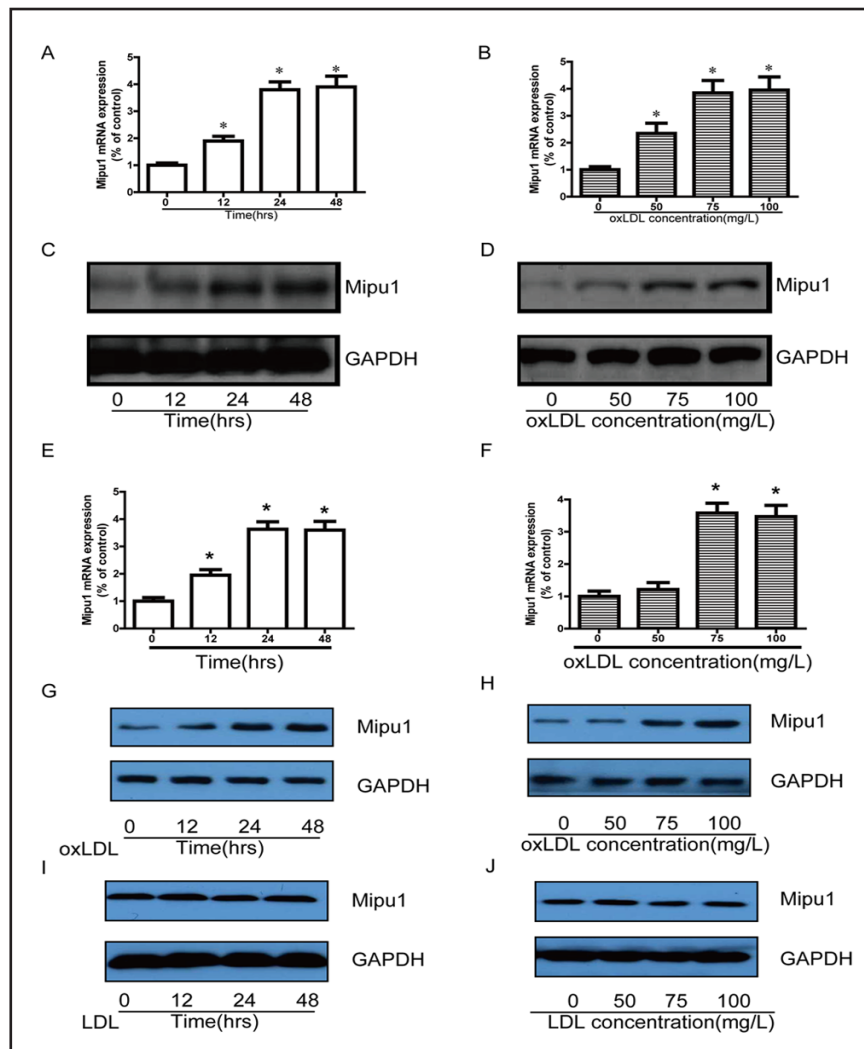 A
Mipu1 mRNA expression
(% of control)
5
4
3
2
1
0
*
*
*
0 12 24 48
Time(hrs)
B
Mipu1 mRNA expression
(% of control)
5
4
3
2
1
0
*
*
*
0 50 75 100
oxLDL concentration(mg/L)
C
Mipu1
GAPDH
0 12 24 48
Time(hrs)
D
Mipu1
GAPDH
0 50 75 100
oxLDL concentration(mg/L)
E
Mipu1 mRNA expression
(% of control)
5
4
3
2
1
0
*
*
*
0 12 24 48
Time(hrs)
F
Mipu1 mRNA expression
(% of control)
4
3
2
1
0
*
*
0 50 75 100
oxLDL concentration(mg/L)
G
Mipu1
GAPDH
0 12 24 48
oxLDL Time(hrs)
H
Mipu1
GAPDH
0 50 75 100
oxLDL concentration(mg/L)
I
Mipu1
GAPDH
0 12 24 48
LDL Time(hrs)
J
Mipu1
GAPDH
0 50 75 100
LDL concentration(mg/L)